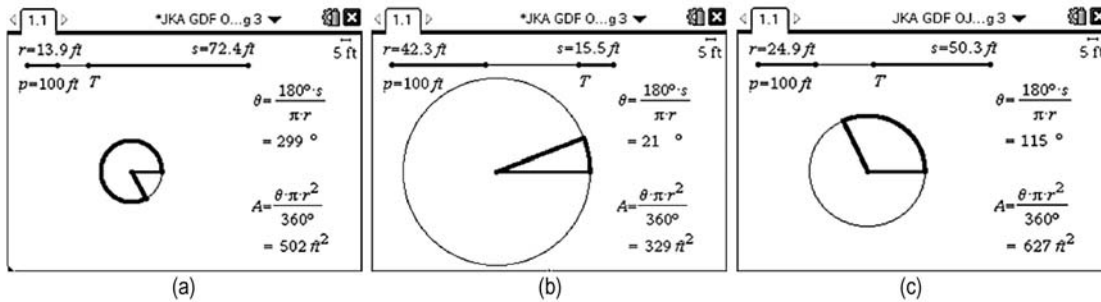 1.1 *JKA GDF O...g 3
r=13.9 ft s=72.4 ft 5 ft
p=100 ft T
θ= 180°·s / π·r
= 299 °
A= θ·π·r² / 360°
= 502 ft²
(a)
1.1 *JKA GDF O...g 3
r=42.3 ft s=15.5 ft 5 ft
p=100 ft T
θ= 180°·s / π·r
= 21 °
A= θ·π·r² / 360°
= 329 ft²
(b)
1.1 JKA GDF OJ...g 3
r=24.9 ft s=50.3 ft 5 ft
p=100 ft T
θ= 180°·s / π·r
= 115 °
A= θ·π·r² / 360°
= 627 ft²
(c)